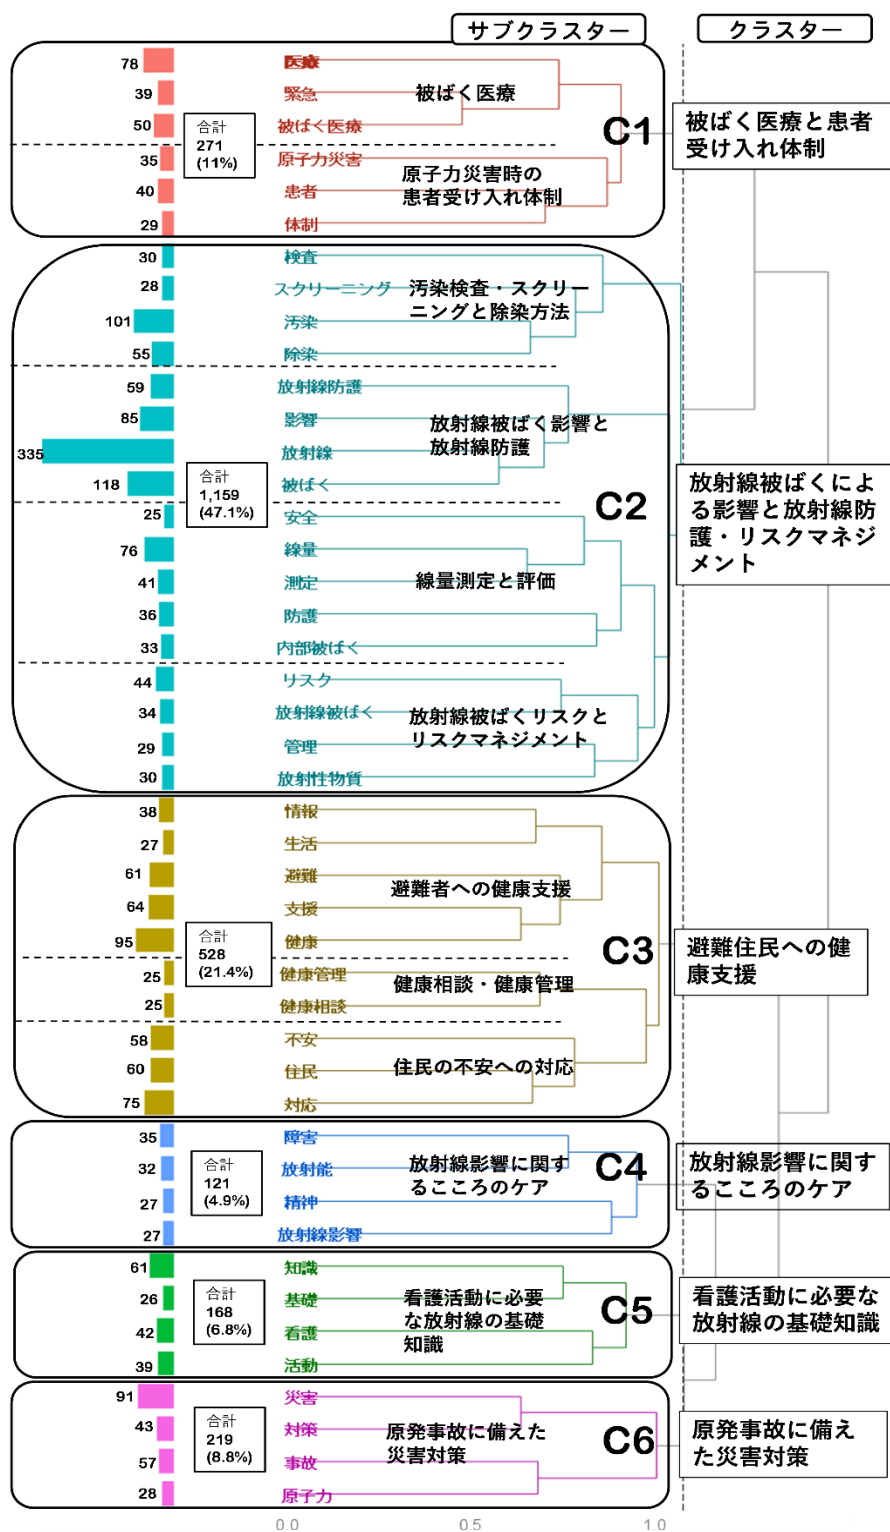 サブクラスター
クラスター
78 医療
39 緊急
50 被ばく医療
35 原子力災害
40 患者
29 体制
合計
271
(11%)
被ばく医療
原子力災害時の
患者受け入れ体制
C1
被ばく医療と患者
受け入れ体制
30 検査
28 スクリーニング
101 汚染
55 除染
59 放射線防護
85 影響
335 放射線
118 被ばく
25 安全
76 線量
41 測定
36 防護
33 内部被ばく
44 リスク
34 放射線被ばく
29 管理
30 放射性物質
合計
1,159
(47.1%)
汚染検査・スクリー
ニングと除染方法
放射線被ばく影響と
放射線防護
線量測定と評価
放射線被ばくリスクと
リスクマネジメント
C2
放射線被ばくによ
る影響と放射線防
護・リスクマネジ
メント
38 情報
27 生活
61 避難
64 支援
95 健康
25 健康管理
25 健康相談
58 不安
60 住民
75 対応
合計
528
(21.4%)
避難者への健康支援
健康相談・健康管理
住民の不安への対応
C3
避難住民への健
康支援
35 障害
32 放射能
27 精神
27 放射線影響
合計
121
(4.9%)
放射線影響に関す
るこころのケア
C4
放射線影響に関す
るこころのケア
61 知識
26 基礎
42 看護
39 活動
合計
168
(6.8%)
看護活動に必要
な放射線の基礎
知識
C5
看護活動に必要な
放射線の基礎知識
91 災害
43 対策
57 事故
28 原子力
合計
219
(8.8%)
原発事故に備えた
災害対策
C6
原発事故に備え
た災害対策
0.0 0.5 1.0